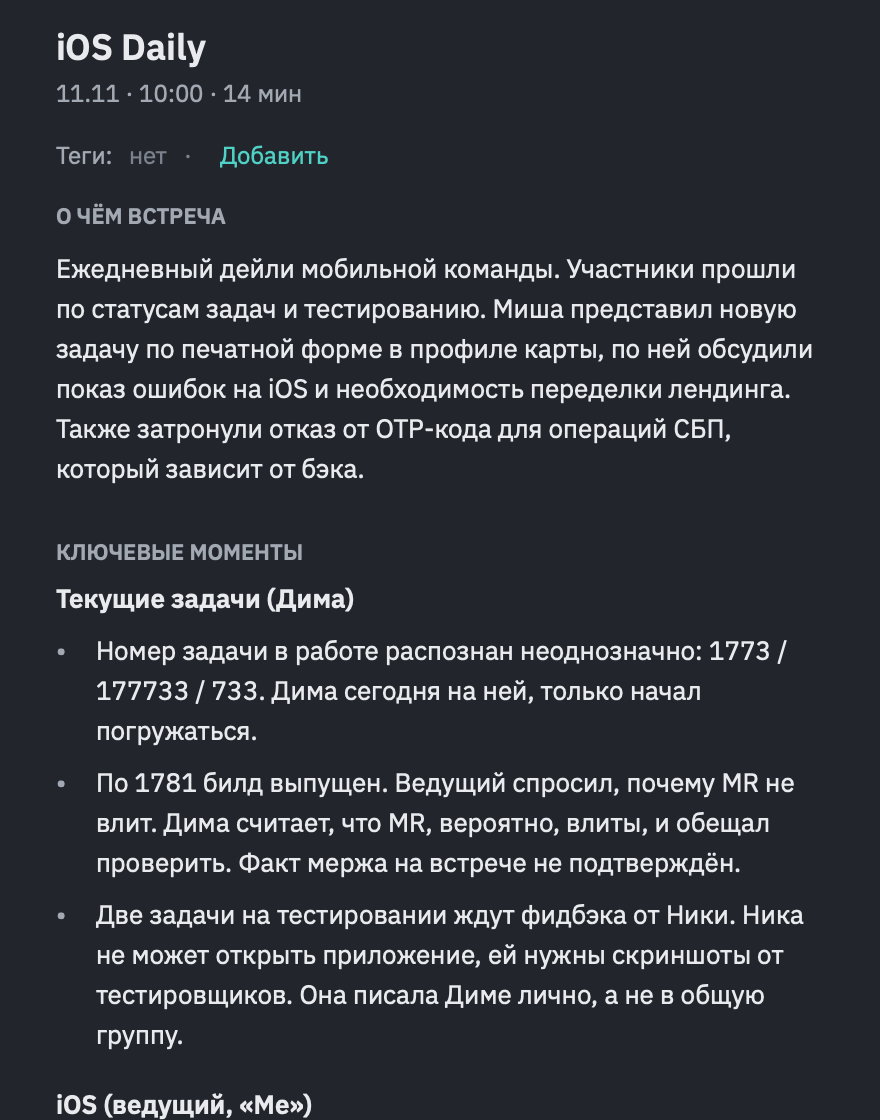 iOS Daily
11.11 · 10:00 · 14 мин
Теги: нет · Добавить
О ЧЁМ ВСТРЕЧА
Ежедневный дейли мобильной команды. Участники прошли
по статусам задач и тестированию. Миша представил новую
задачу по печатной форме в профиле карты, по ней обсудили
показ ошибок на iOS и необходимость переделки лендинга.
Также затронули отказ от ОТР-кода для операций СБП,
который зависит от бэка.
КЛЮЧЕВЫЕ МОМЕНТЫ
Текущие задачи (Дима)
• Номер задачи в работе распознан неоднозначно: 1773 /
177733 / 733. Дима сегодня на ней, только начал
погружаться.
• По 1781 билд выпущен. Ведущий спросил, почему MR не
влит. Дима считает, что MR, вероятно, влиты, и обещал
проверить. Факт мержа на встрече не подтверждён.
• Две задачи на тестировании ждут фидбэка от Ники. Ника
не может открыть приложение, ей нужны скриншоты от
тестировщиков. Она писала Диме лично, а не в общую
группу.
iOS (ведущий, «Me»)